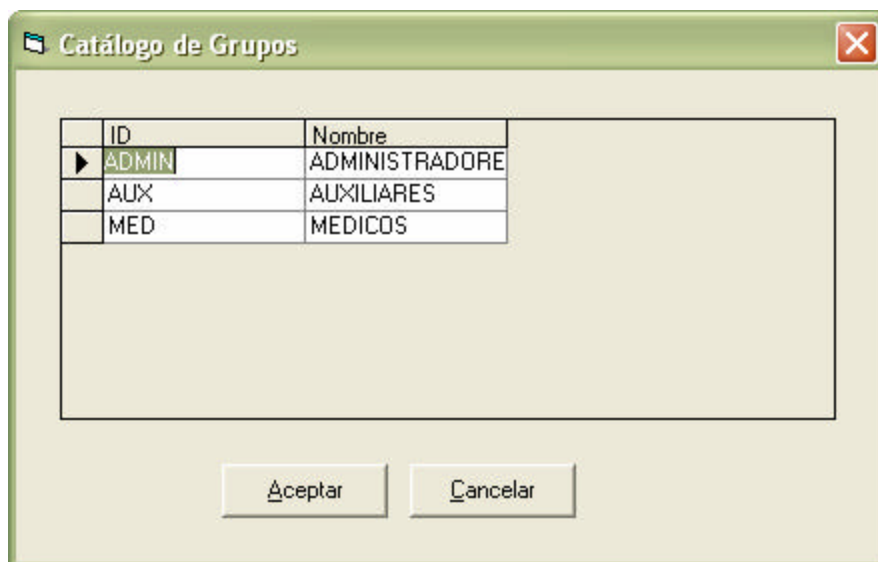 Catálogo de Grupos
ID Nombre
ADMIN ADMINISTRADORE
AUX AUXILIARES
MED MEDICOS
Aceptar Cancelar